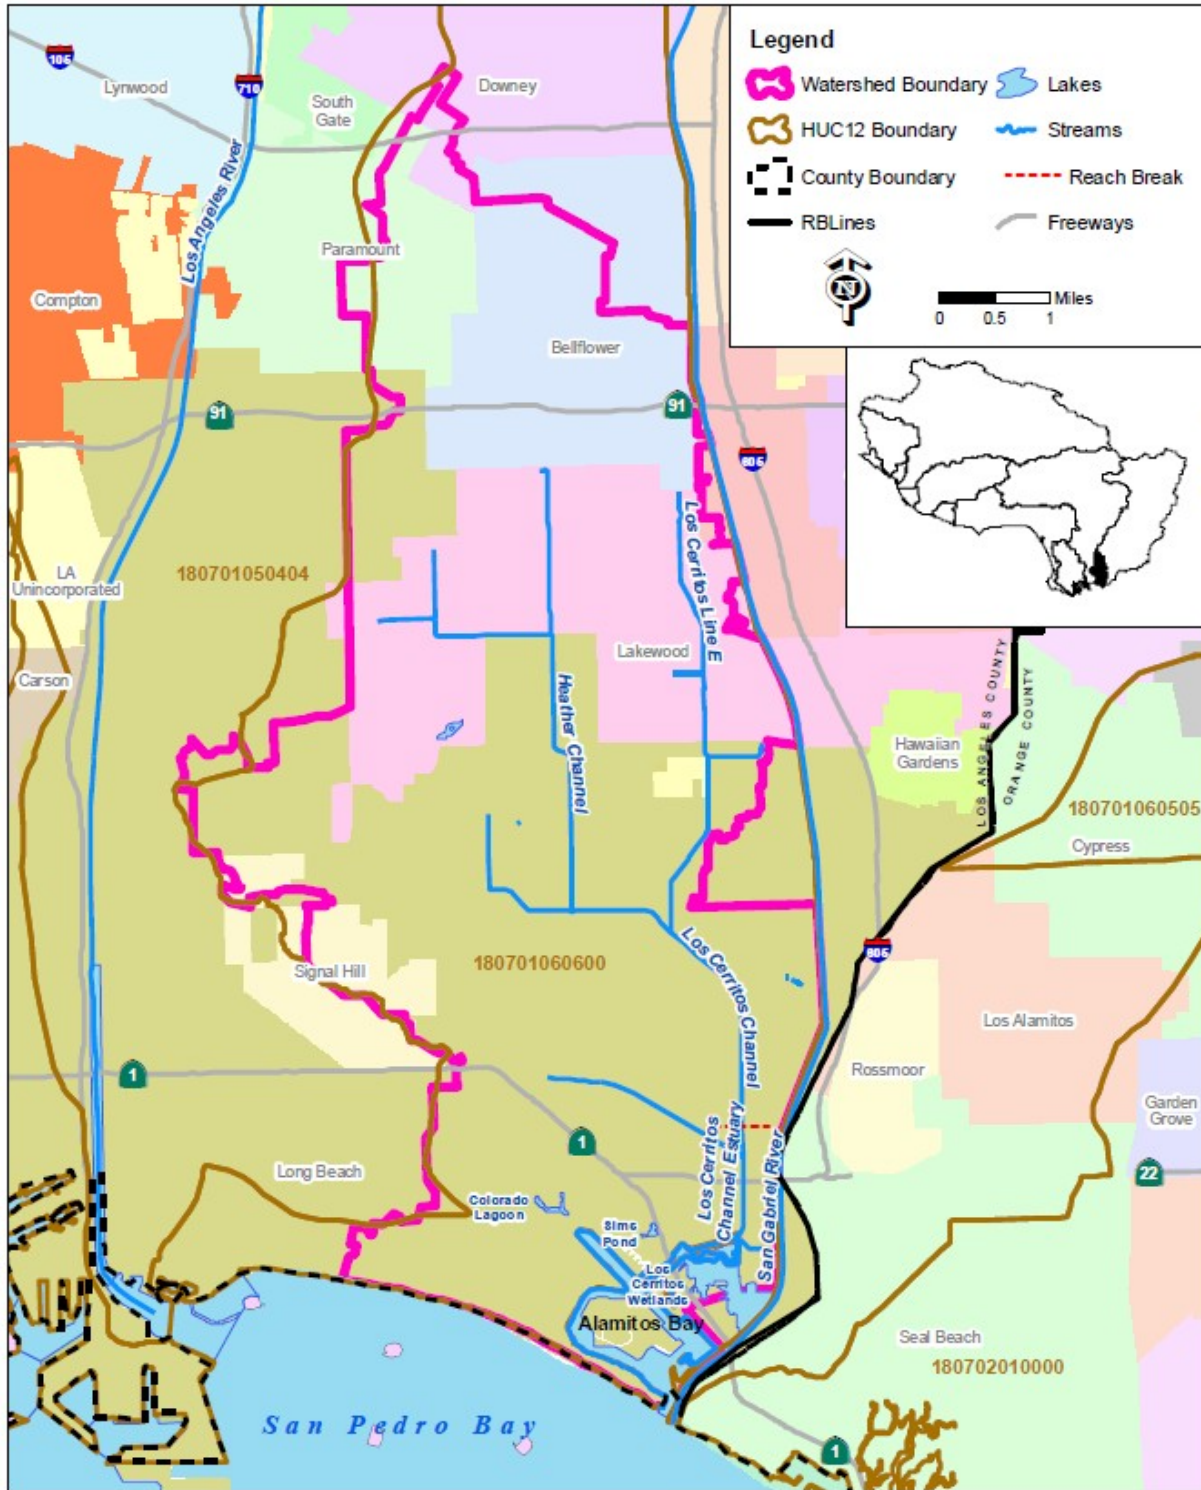 Legend
Watershed Boundary
Lakes
HUC12 Boundary
Streams
County Boundary
Reach Break
RBLines
Freeways
N
Miles
0 0.5 1
105
Lynwood
710
South
Gate
Downey
Los Angeles River
Paramount
Compton
Bellflower
91
91
605
LA
Unincorporated
180701050404
Los Cerritos Line E
Carson
Lakewood
Heather Channel
Hawaiian
Gardens
LOS ANGELES COUNTY
ORANGE COUNTY
180701060505
Cypress
Signal Hill
180701060600
Los Cerritos Channel
605
Los Alamitos
Rossmoor
1
1
Garden
Grove
22
Long Beach
Colorado
Lagoon
Los Cerritos
Channel Estuary
San Gabriel River
Sims
Pond
Los
Cerritos
Wetlands
Alamitos Bay
Seal Beach
180702010000
San Pedro Bay
1